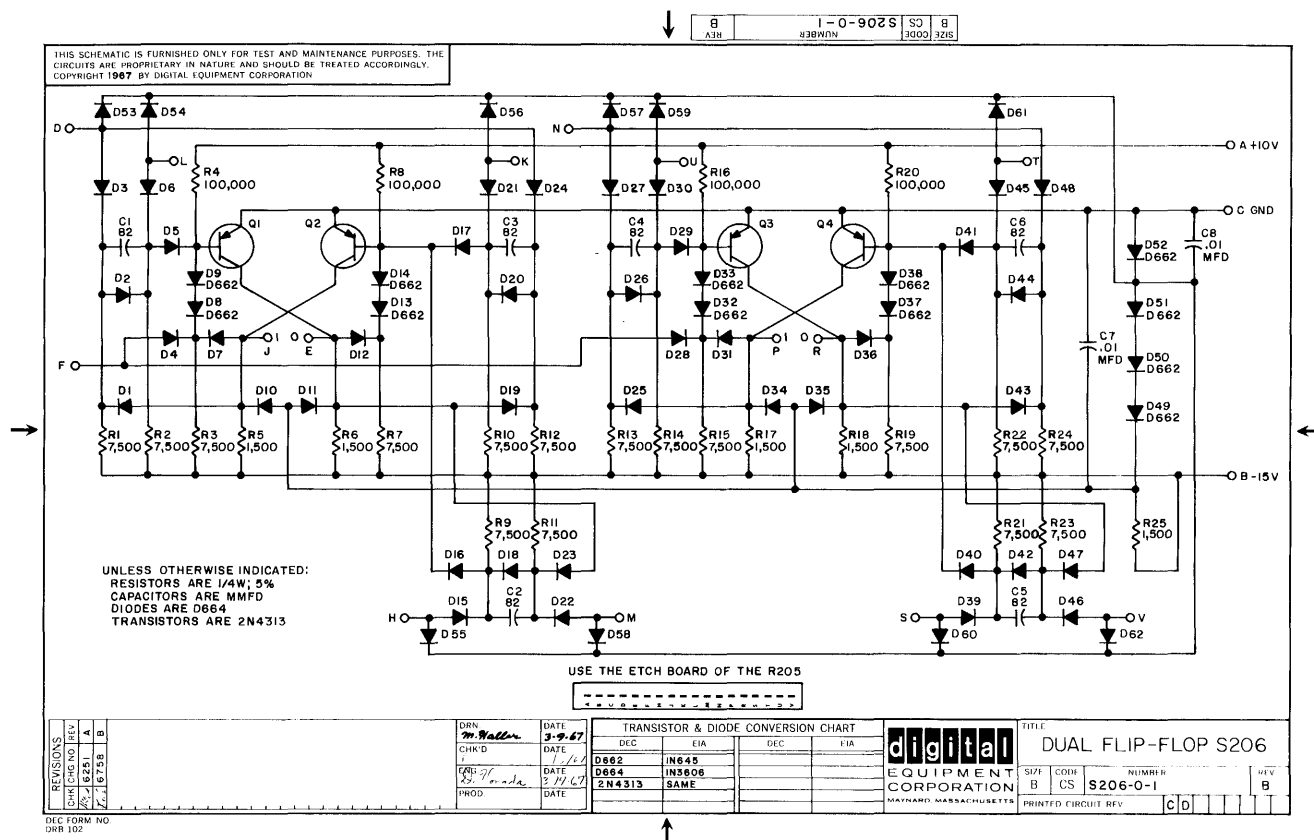 SIZE B CODE CS NUMBER S206-0-1 REV B
THIS SCHEMATIC IS FURNISHED ONLY FOR TEST AND MAINTENANCE PURPOSES. THE
CIRCUITS ARE PROPRIETARY IN NATURE AND SHOULD BE TREATED ACCORDINGLY.
COPYRIGHT 1967 BY DIGITAL EQUIPMENT CORPORATION
D53 D54 D56 D57 D59 D61
D N
A +10V
L K U T
R4 100,000 R8 100,000 R16 100,000 R20 100,000
D3 D6 D21 D24 D27 D30 D45 D48
C GND
Q1 Q2 Q3 Q4
C1 82 D5 D17 C3 82 C4 82 D29 D41 C6 82
D52 D662 C8 .01 MFD
D2 D9 D662 D14 D662 D20 D26 D33 D662 D38 D662 D44
D8 D662 D13 D662 D32 D662 D37 D662 D51 D662
D4 D7 1 J 0 E D12 D28 D31 1 P 0 R D36
C7 .01 MFD
D50 D662
F
D1 D10 D11 D19 D25 D34 D35 D43
D49 D662
R1 7,500 R2 7,500 R3 7,500 R5 1,500 R6 1,500 R7 7,500 R10 7,500 R12 7,500 R13 7,500 R14 7,500 R15 7,500 R17 1,500 R18 1,500 R19 7,500 R22 7,500 R24 7,500
B -15V
R9 7,500 R11 7,500 R21 7,500 R23 7,500 R25 1,500
D16 D18 D23 D40 D42 D47
UNLESS OTHERWISE INDICATED:
RESISTORS ARE 1/4W; 5%
CAPACITORS ARE MMFD
DIODES ARE D664
TRANSISTORS ARE 2N4313
H D15 C2 82 D22 M S D39 C5 82 D46 V
D55 D58 D60 D62
USE THE ETCH BOARD OF THE R205
A B C D E F H J K L M N P R S T U V
REVISIONS
CHK CHG NO REV
6251 A
6758 B
DRN. DATE
M. Haller 3-9-67
CHK'D DATE
ENG DATE
3-14-67
PROD. DATE
TRANSISTOR & DIODE CONVERSION CHART
DEC EIA DEC EIA
D662 IN645
D664 IN3606
2N4313 SAME
digital
EQUIPMENT
CORPORATION
MAYNARD, MASSACHUSETTS
TITLE
DUAL FLIP-FLOP S206
SIZE CODE NUMBER REV
B CS S206-0-1 B
PRINTED CIRCUIT REV. C D
DEC FORM NO
DRB 102